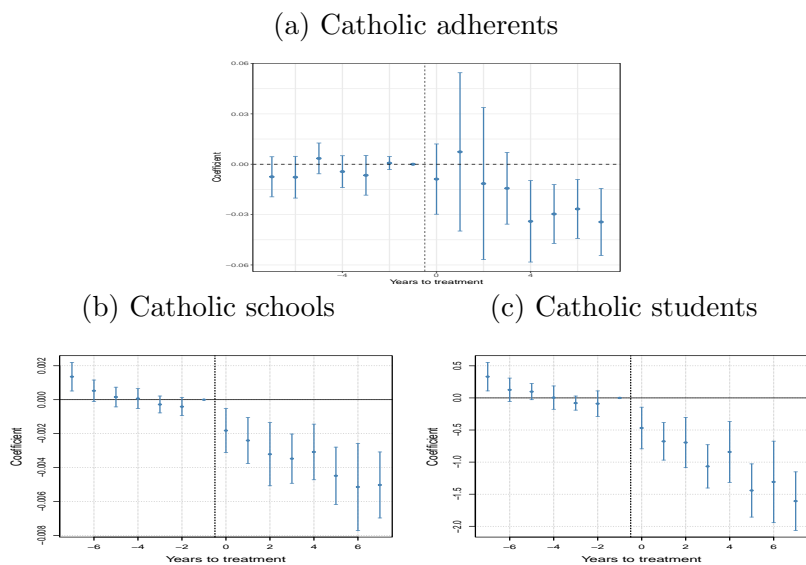 (a) Catholic adherents
0.06
0.03
0.00
−0.03
−0.06
Coefficient
−4 0 4
Years to treatment
(b) Catholic schools
0.002
0.000
−0.002
−0.004
−0.006
−0.008
Coefficient
−6 −4 −2 0 2 4 6
Years to treatment
(c) Catholic students
0.5
0.0
−0.5
−1.0
−1.5
−2.0
Coefficient
−6 −4 −2 0 2 4 6
Years to treatment